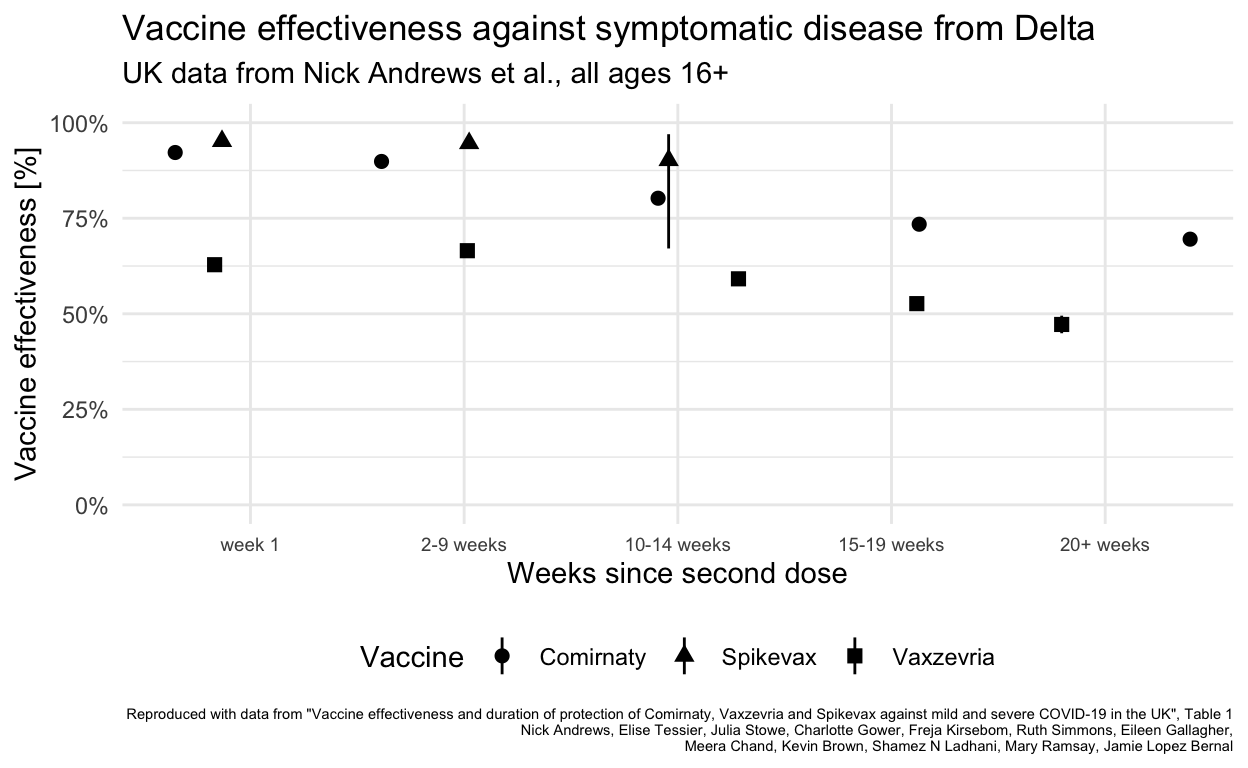 Vaccine effectiveness against symptomatic disease from Delta
UK data from Nick Andrews et al., all ages 16+
Vaccine effectiveness [%]
100%
75%
50%
25%
0%
week 1
2-9 weeks
10-14 weeks
15-19 weeks
20+ weeks
Weeks since second dose
Vaccine
Comirnaty
Spikevax
Vaxzevria
Reproduced with data from "Vaccine effectiveness and duration of protection of Comirnaty, Vaxzevria and Spikevax against mild and severe COVID-19 in the UK", Table 1
Nick Andrews, Elise Tessier, Julia Stowe, Charlotte Gower, Freja Kirsebom, Ruth Simmons, Eileen Gallagher,
Meera Chand, Kevin Brown, Shamez N Ladhani, Mary Ramsay, Jamie Lopez Bernal